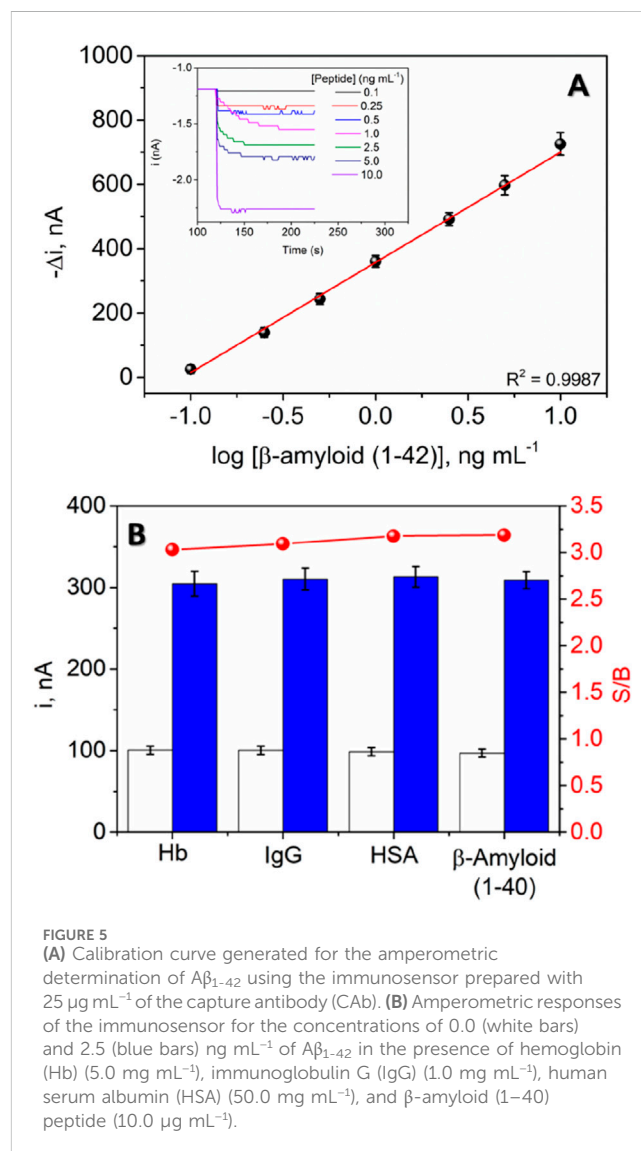 1000
800
600
400
200
0
-Δi, nA
A
-1.0
-1.5
-2.0
i (nA)
100 150 200 250 300
Time (s)
[Peptide] (ng mL⁻¹)
0.1
0.25
0.5
1.0
2.5
5.0
10.0
R² = 0.9987
-1.0 -0.5 0.0 0.5 1.0
log [β-amyloid (1-42)], ng mL⁻¹
B
400
300
200
100
0
i, nA
3.5
3.0
2.5
2.0
1.5
1.0
0.5
0.0
S/B
Hb IgG HSA β-Amyloid
(1-40)
FIGURE 5
(A) Calibration curve generated for the amperometric
determination of Aβ₁₋₄₂ using the immunosensor prepared with
25 μg mL⁻¹ of the capture antibody (CAb). (B) Amperometric responses
of the immunosensor for the concentrations of 0.0 (white bars)
and 2.5 (blue bars) ng mL⁻¹ of Aβ₁₋₄₂ in the presence of hemoglobin
(Hb) (5.0 mg mL⁻¹), immunoglobulin G (IgG) (1.0 mg mL⁻¹), human
serum albumin (HSA) (50.0 mg mL⁻¹), and β-amyloid (1–40)
peptide (10.0 μg mL⁻¹).